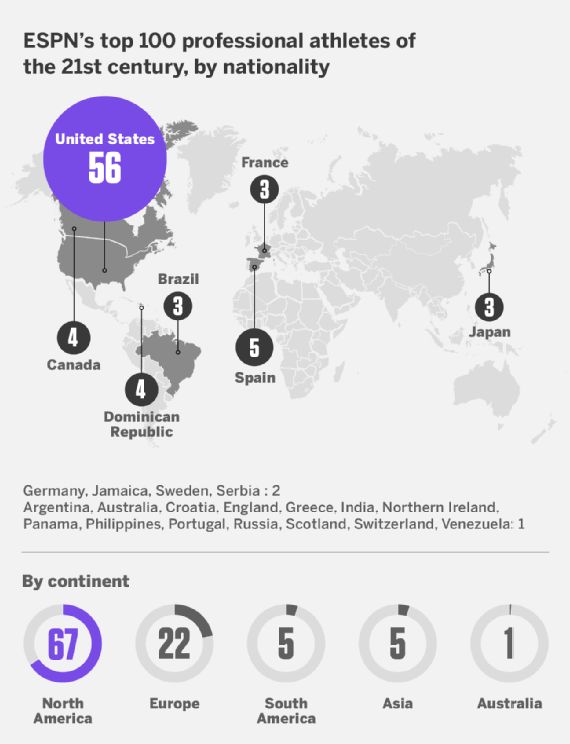 ESPN’s top 100 professional athletes of
the 21st century, by nationality
United States
56
France
3
Brazil
3
4
Canada
4
Dominican
Republic
5
Spain
3
Japan
Germany, Jamaica, Sweden, Serbia : 2
Argentina, Australia, Croatia, England, Greece, India, Northern Ireland,
Panama, Philippines, Portugal, Russia, Scotland, Switzerland, Venezuela: 1
By continent
67
North
America
22
Europe
5
South
America
5
Asia
1
Australia